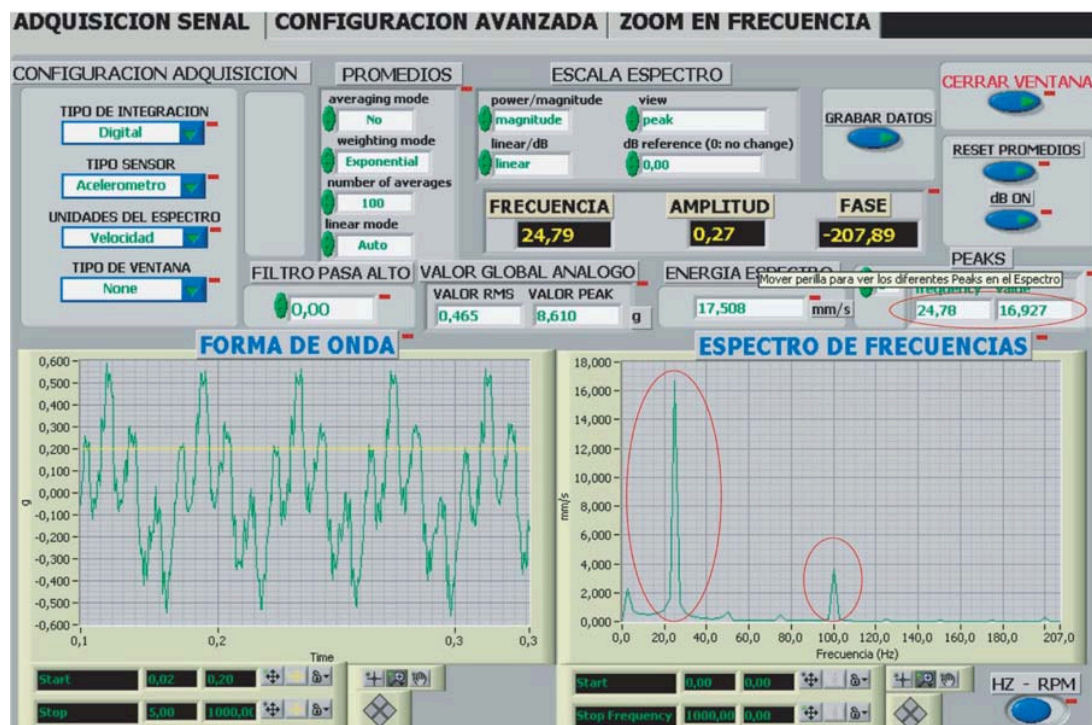 ADQUISICION SEÑAL
CONFIGURACION AVANZADA
ZOOM EN FRECUENCIA
CONFIGURACION ADQUISICION
TIPO DE INTEGRACION
Digital
TIPO SENSOR
Acelerometro
UNIDADES DEL ESPECTRO
Velocidad
TIPO DE VENTANA
None
PROMEDIOS
averaging mode
No
weighting mode
Exponential
number of averages
100
linear mode
Auto
ESCALA ESPECTRO
power/magnitude
magnitude
view
peak
linear/dB
linear
dB reference (0: no change)
0,00
GRABAR DATOS
CERRAR VENTANA
RESET PROMEDIOS
dB ON
FRECUENCIA
24,79
AMPLITUD
0,27
FASE
-207,89
FILTRO PASA ALTO
0,00
VALOR GLOBAL ANALOGO
VALOR RMS
0,465
VALOR PEAK
8,610
g
ENERGIA ESPECTRO
17,508
mm/s
PEAKS
Mover perilla para ver los diferentes Peaks en el Espectro
frequency
24,78
value
16,927
FORMA DE ONDA
0,600
0,500
0,400
0,300
0,200
0,100
0,000
-0,100
-0,200
-0,300
-0,400
-0,500
-0,600
g
0,1
0,2
0,3
0,3
Time
Start
0,02
0,20
Stop
5,00
1000,00
ESPECTRO DE FRECUENCIAS
18,000
16,000
14,000
12,000
10,000
8,000
6,000
4,000
2,000
0,000
mm/s
0,0
20,0
40,0
60,0
80,0
100,0
120,0
140,0
160,0
180,0
207,0
Frecuencia (Hz)
Start
0,00
0,00
Stop Frequency
1000,00
0,00
HZ - RPM